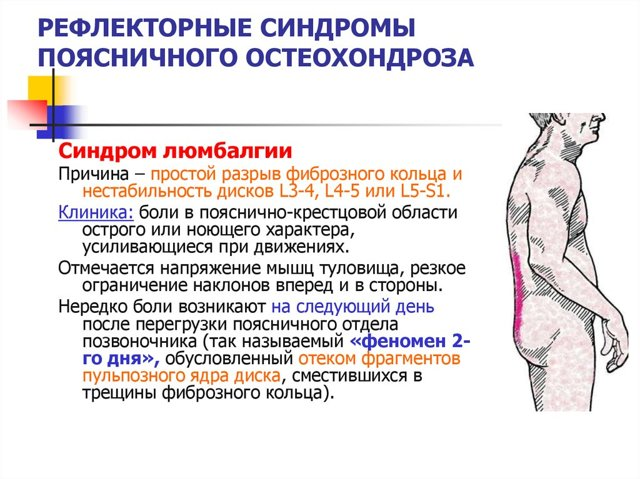 РЕФЛЕКТОРНЫЕ СИНДРОМЫ
ПОЯСНИЧНОГО ОСТЕОХОНДРОЗА
Синдром люмбалгии
Причина – простой разрыв фиброзного кольца и
нестабильность дисков L3-4, L4-5 или L5-S1.
Клиника: боли в пояснично-крестцовой области
острого или ноющего характера,
усиливающиеся при движениях.
Отмечается напряжение мышц туловища, резкое
ограничение наклонов вперед и в стороны.
Нередко боли возникают на следующий день
после перегрузки поясничного отдела
позвоночника (так называемый «феномен 2-
го дня», обусловленный отеком фрагментов
пульпозного ядра диска, сместившихся в
трещины фиброзного кольца).